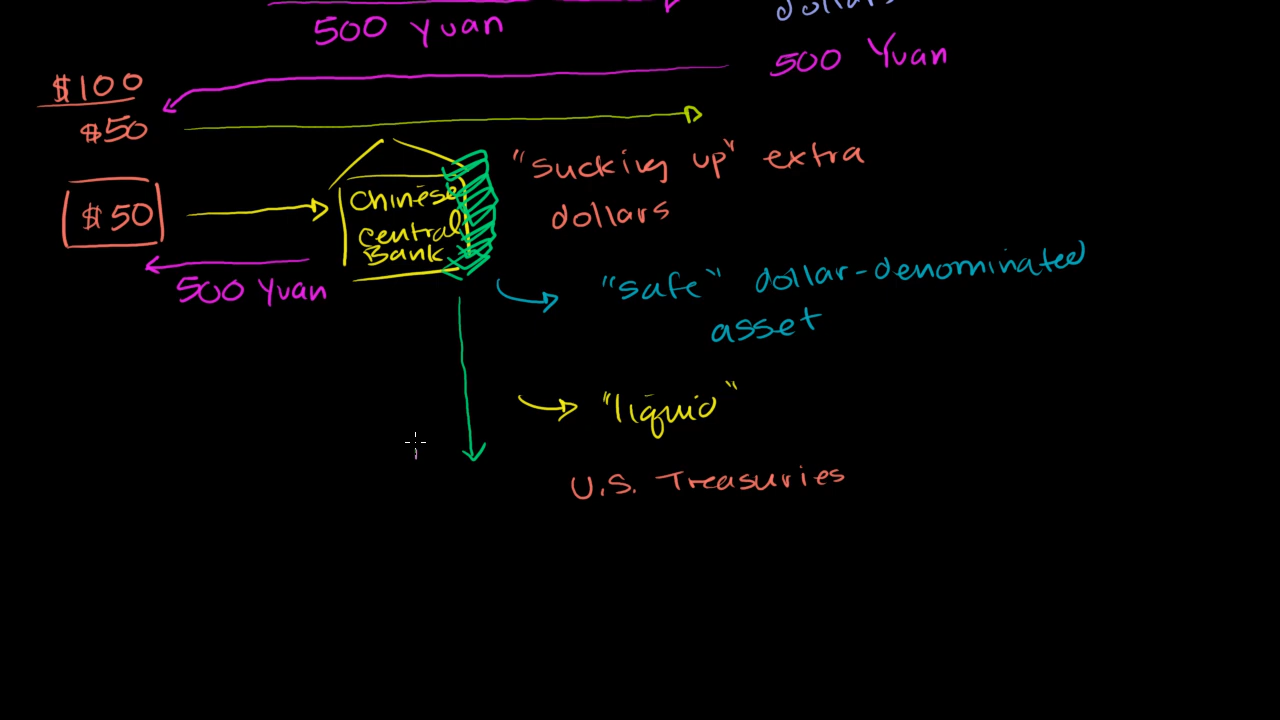 dollars
500 Yuan
500 Yuan
$100
$50
"sucking up" extra
dollars
$50
Chinese
central
Bank
500 Yuan
"safe" dollar-denominated
asset
"liquid"
U.S. Treasuries